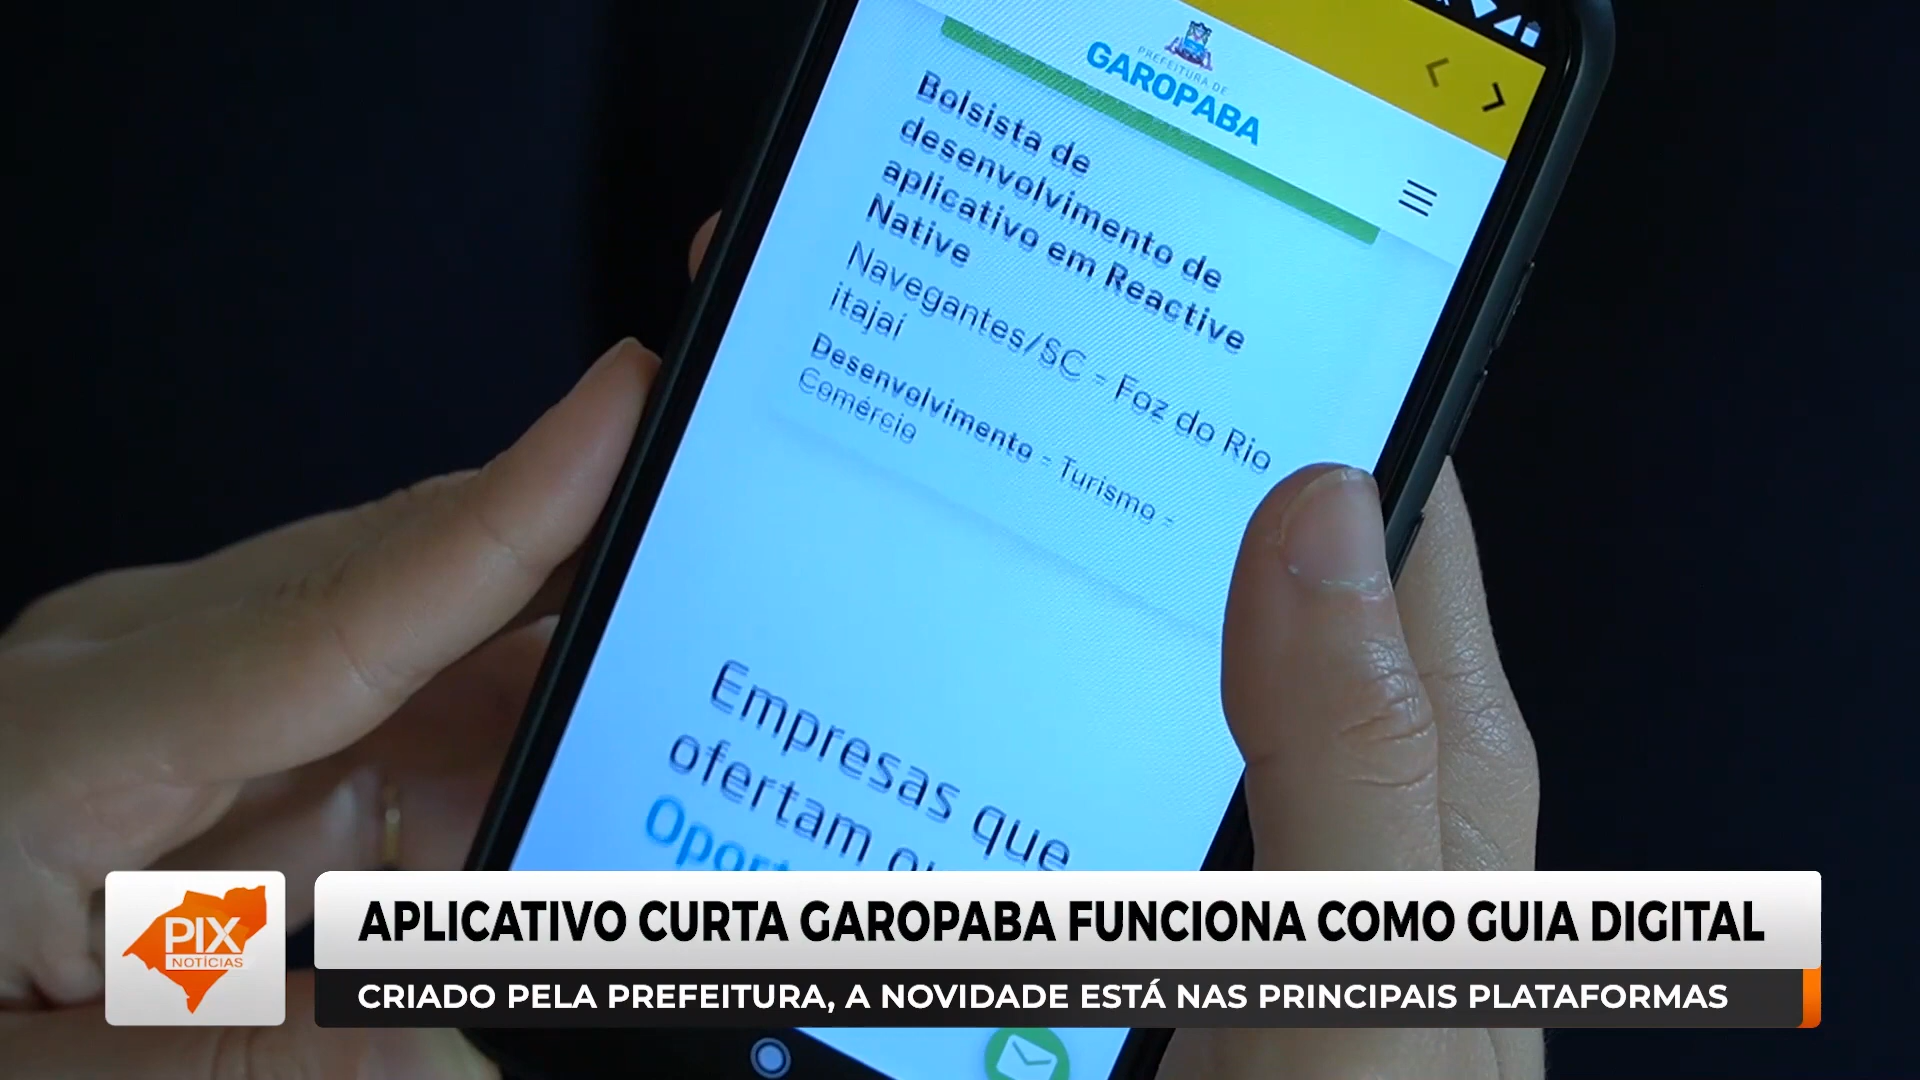 PREFEITURA DE
GAROPABA
Bolsista de
desenvolvimento de
aplicativo em Reactive
Native
Navegantes/SC - Foz do Rio
itajaí
Desenvolvimento - Turismo -
Comércio
Empresas que
ofertam
PIX
NOTÍCIAS
APLICATIVO CURTA GAROPABA FUNCIONA COMO GUIA DIGITAL
CRIADO PELA PREFEITURA, A NOVIDADE ESTÁ NAS PRINCIPAIS PLATAFORMAS